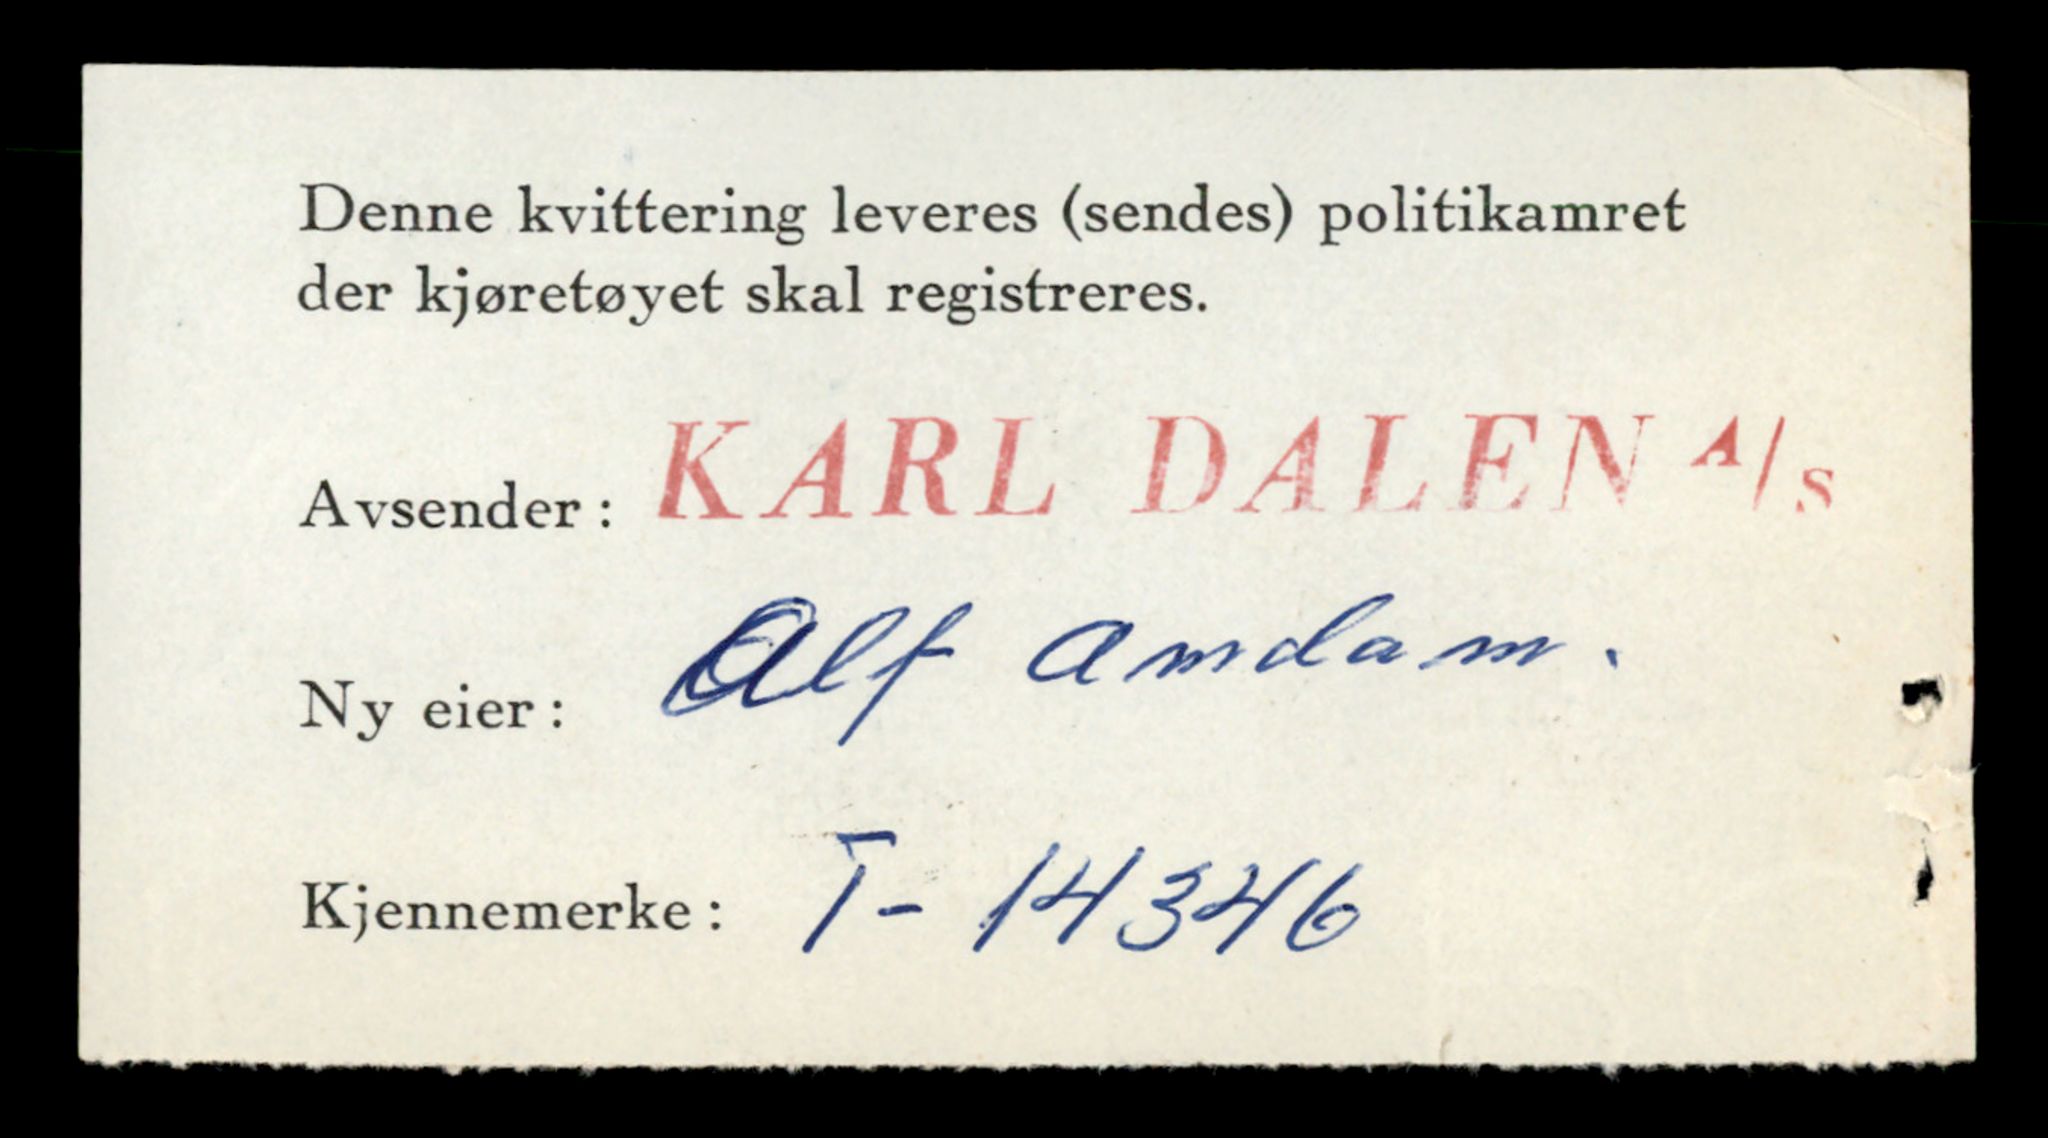 Denne kvittering leveres (sendes) politikamret
der kjøretøyet skal registreres.
Avsender: KARL DALEN A/S
Ny eier: Alf Amdam.
Kjennemerke: T-14346